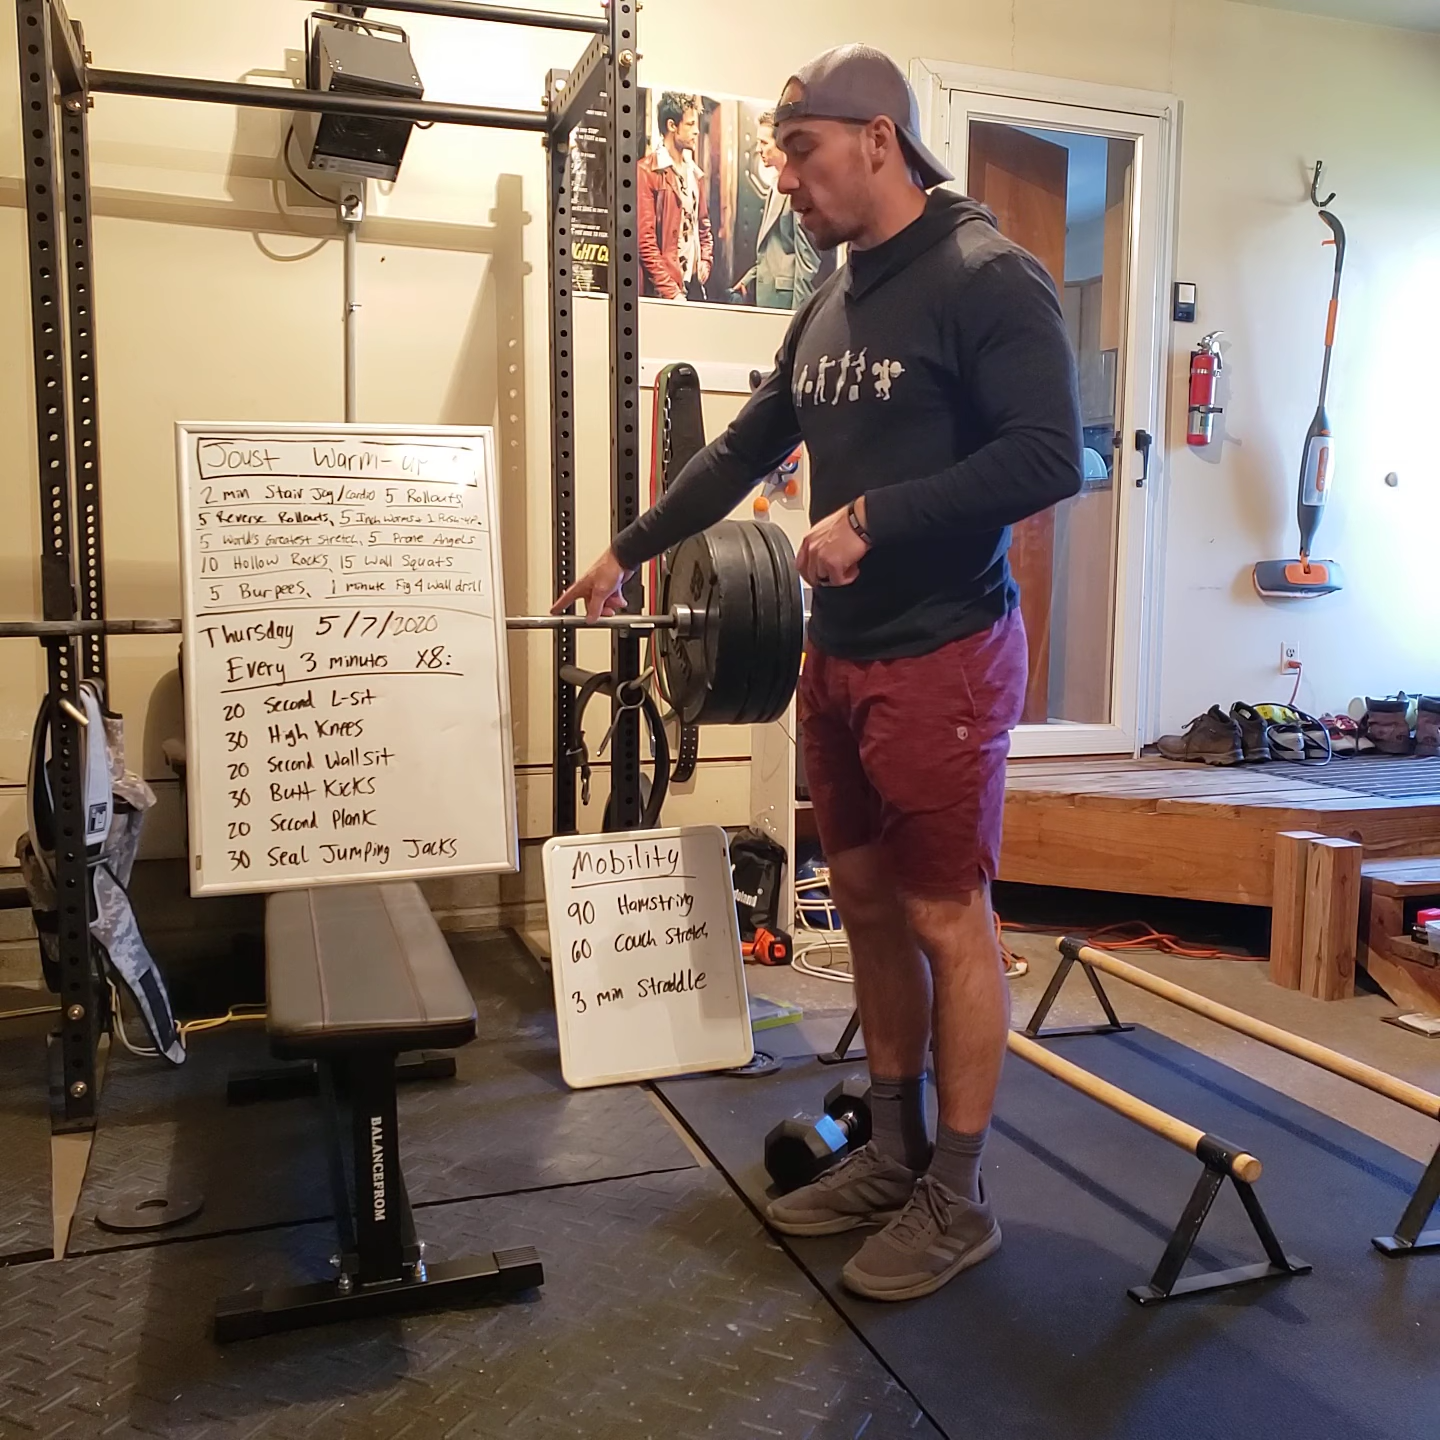 GHT CL
Joust Warm-up
2 min Stair Jog/Cardio 5 Rollouts,
5 Reverse Rollouts, 5 Inch Worms + 1 Push-up,
5 World's Greatest Stretch, 5 Prone Angels
10 Hollow Rocks, 15 Wall Squats
5 Burpees, 1 minute Fig 4 wall drill
Thursday 5/7/2020
Every 3 minutes X8:
20 Second L-sit
30 High Knees
20 Second Wall sit
30 Butt Kicks
20 Second Plank
30 Seal Jumping Jacks
Mobility
90 Hamstring
60 Couch Stretch
3 min Straddle
BALANCEFROM